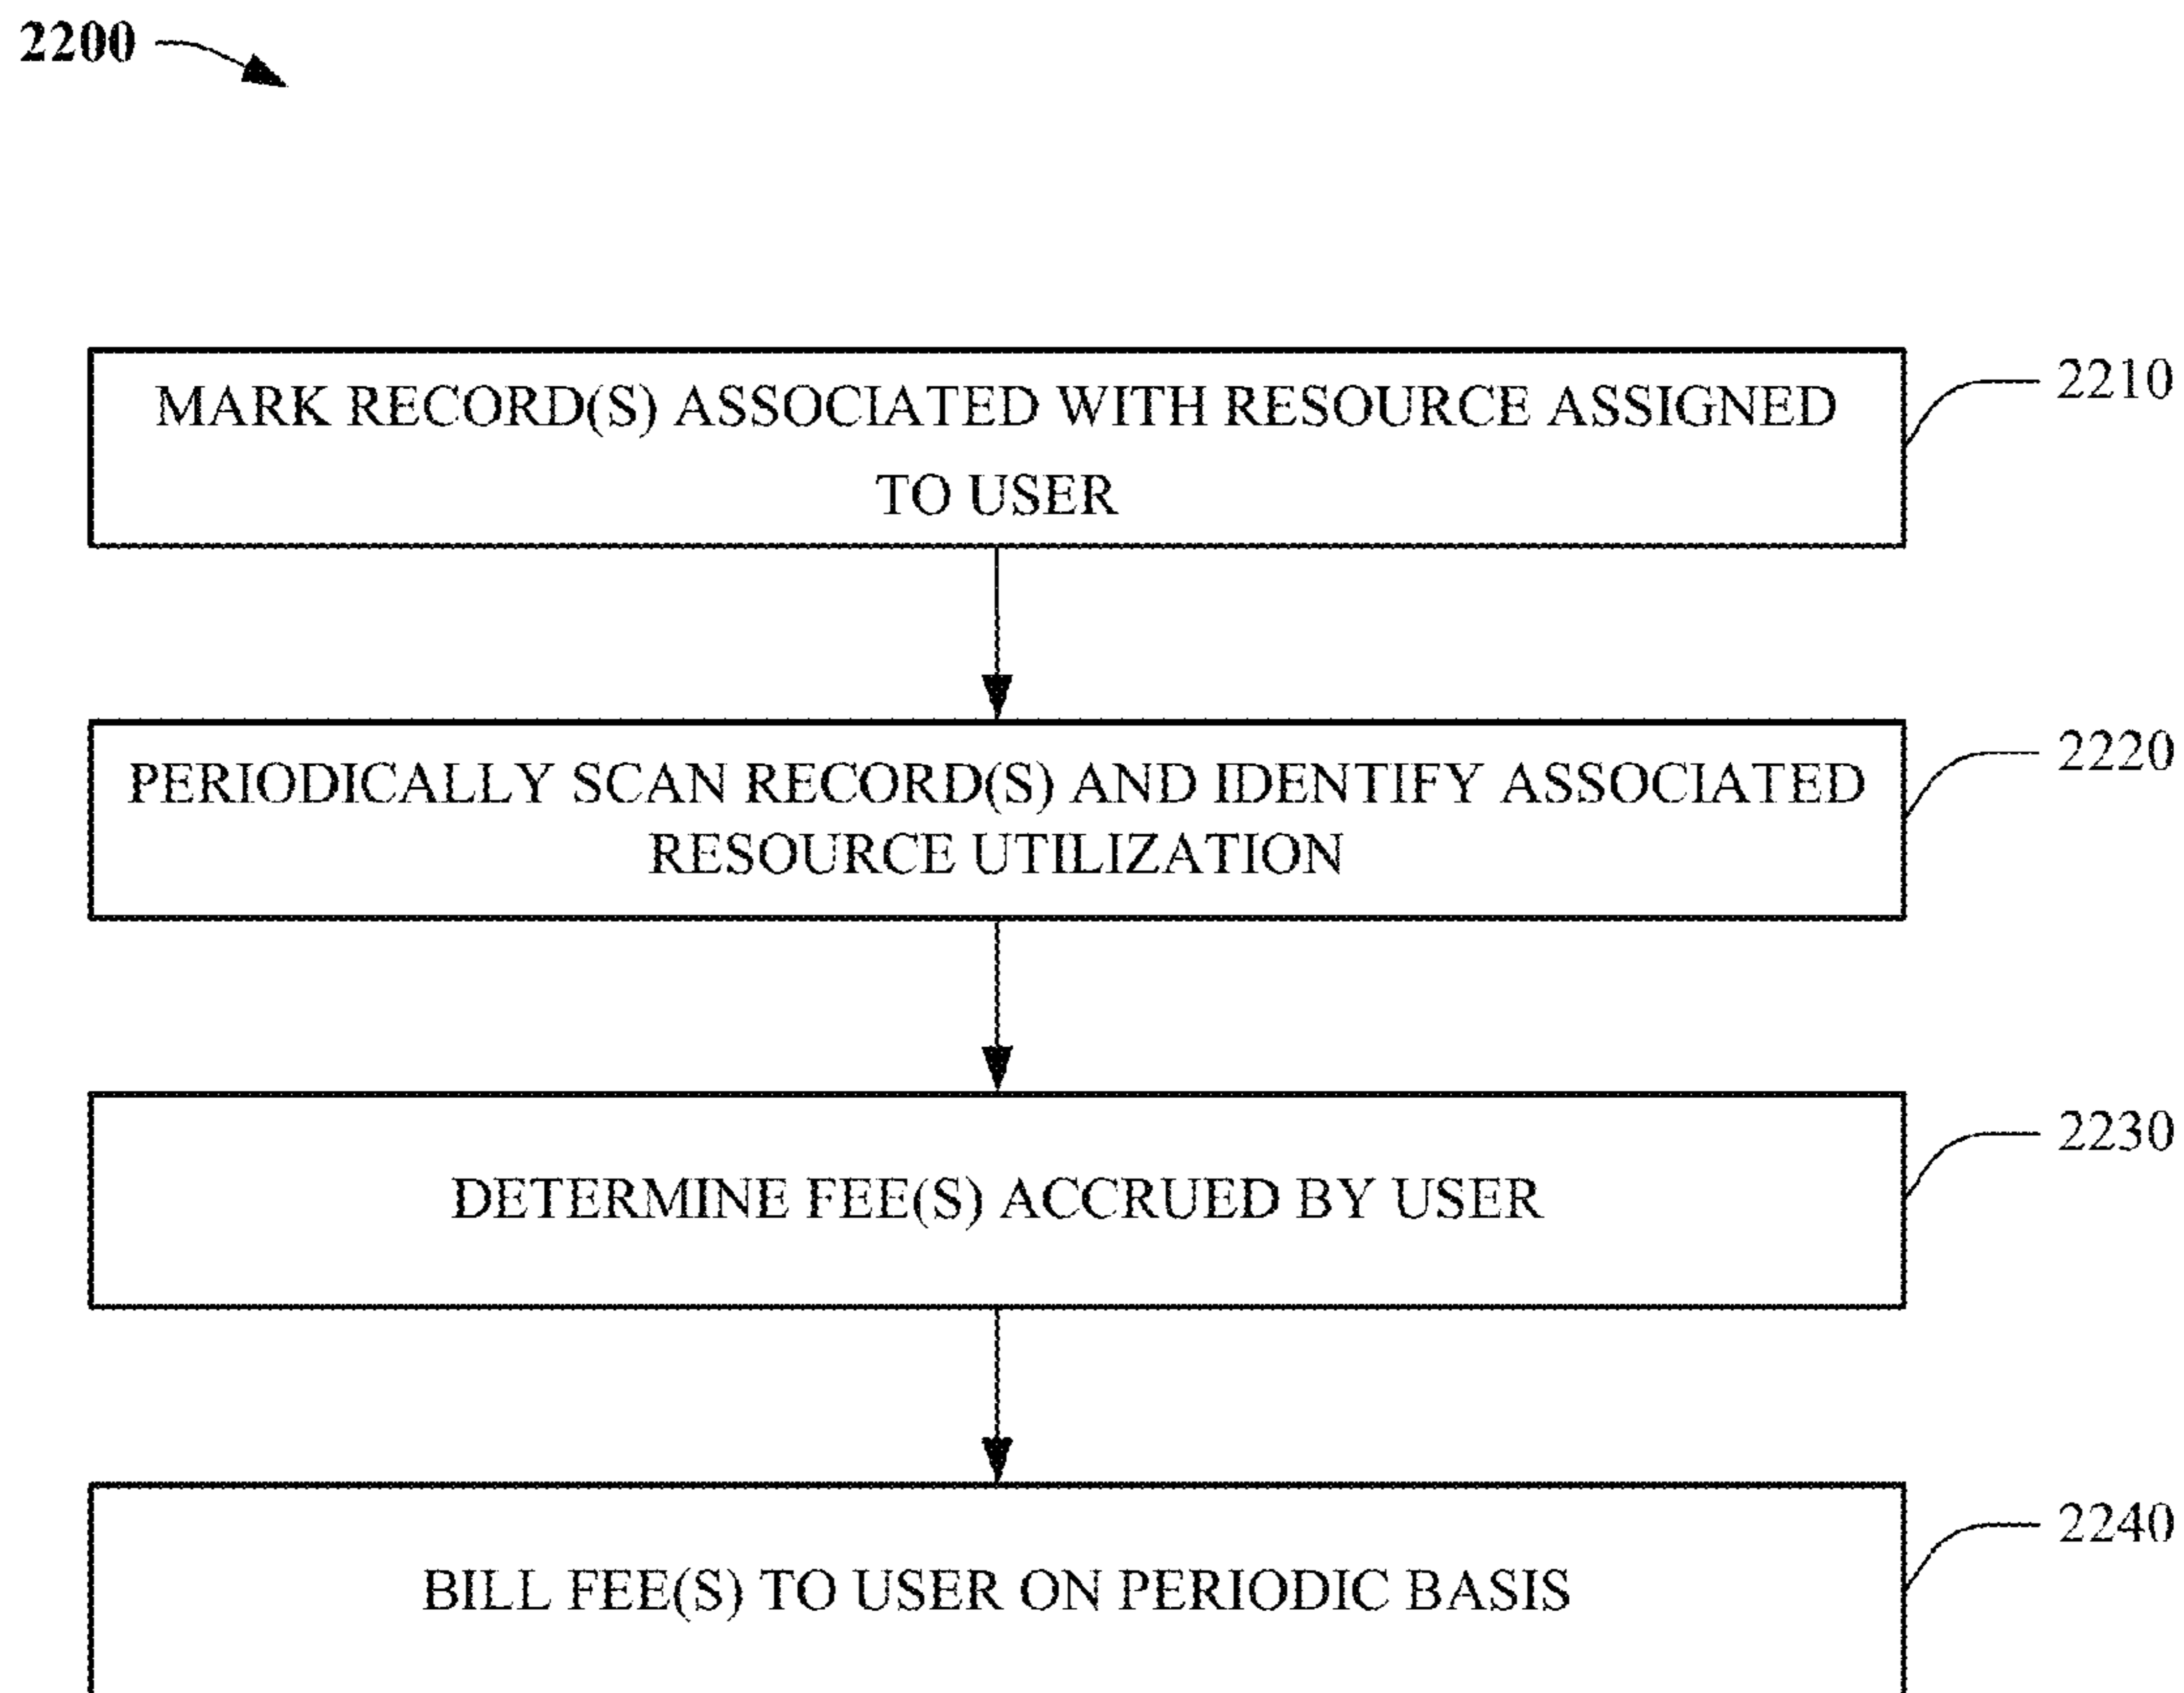 2200
MARK RECORD(S) ASSOCIATED WITH RESOURCE ASSIGNED
TO USER
2210
PERIODICALLY SCAN RECORD(S) AND IDENTIFY ASSOCIATED
RESOURCE UTILIZATION
2220
DETERMINE FEE(S) ACCRUED BY USER
2230
BILL FEE(S) TO USER ON PERIODIC BASIS
2240